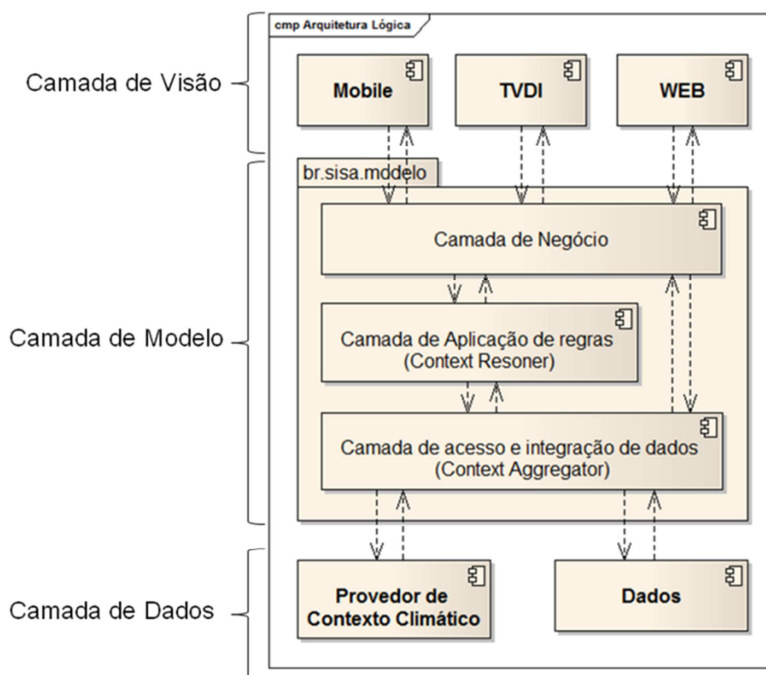 cmp Arquitetura Lógica
Camada de Visão
Mobile
TVDI
WEB
br.sisa.modelo
Camada de Negócio
Camada de Modelo
Camada de Aplicação de regras
(Context Resoner)
Camada de acesso e integração de dados
(Context Aggregator)
Camada de Dados
Provedor de
Contexto Climático
Dados